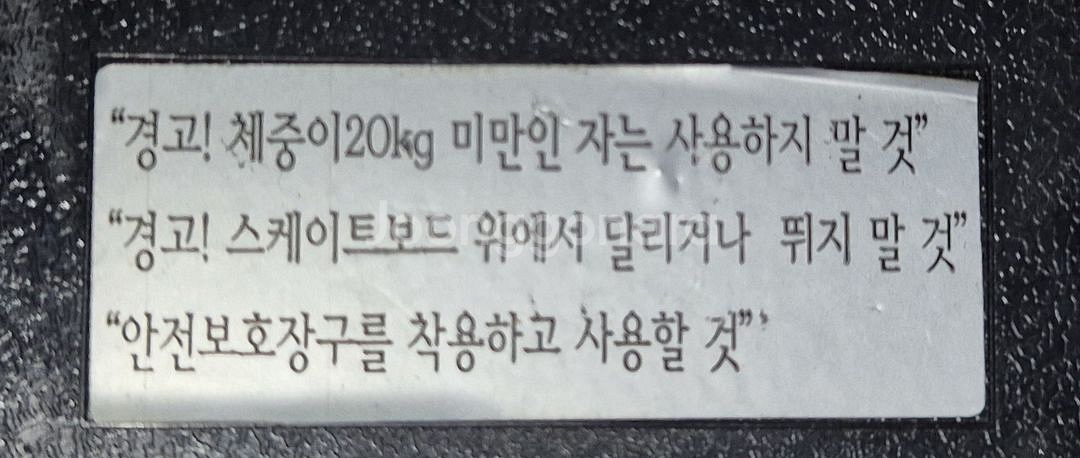 “경고! 체중이20kg 미만인 자는 사용하지 말 것”
“경고! 스케이트보드 위에서 달리거나 뛰지 말 것”
“안전보호장구를 착용하고 사용할 것”